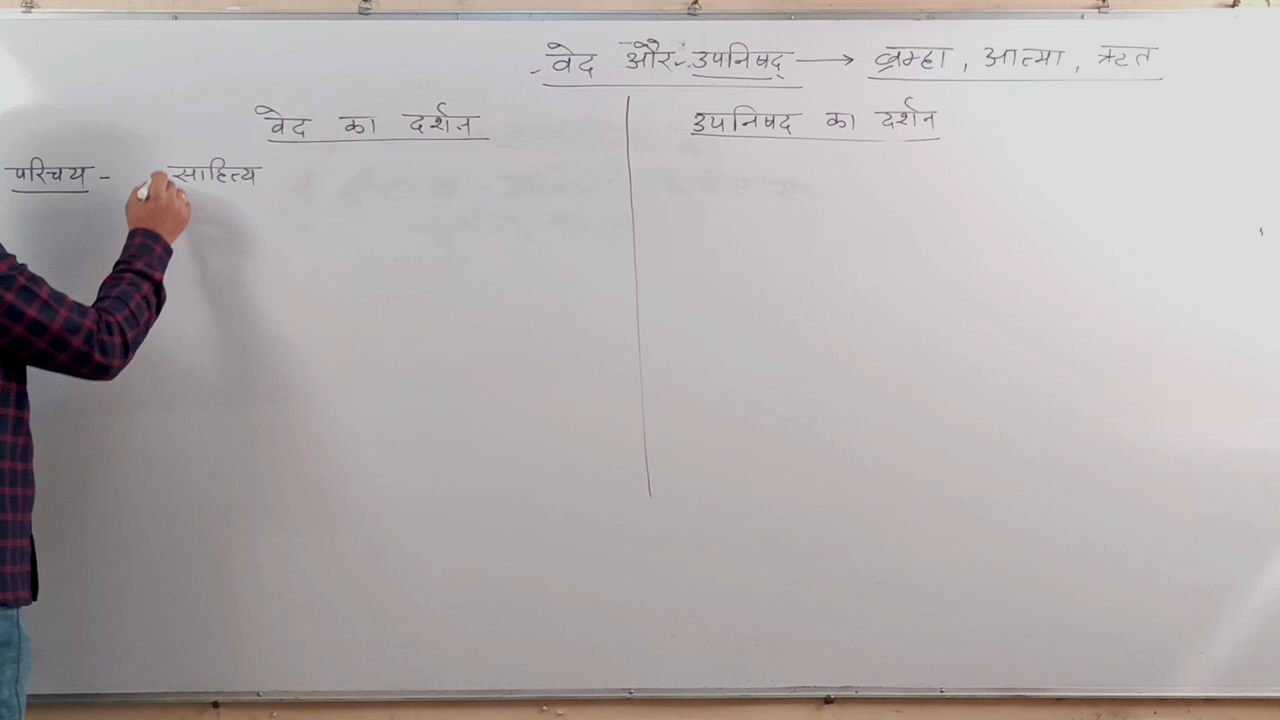 वेद और उपनिषद् → ब्रम्हा, आत्मा, ऋत
वेद का दर्शन
उपनिषद का दर्शन
परिचय - साहित्य